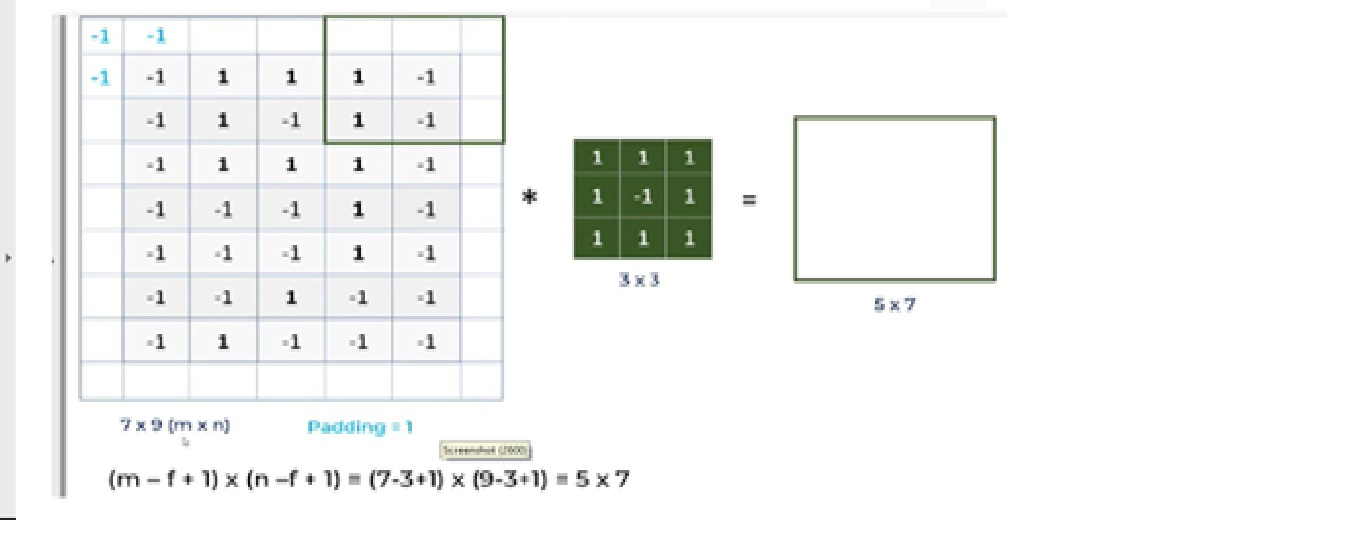 -1 -1
-1 -1 1 1 1 -1
-1 1 -1 1 -1
-1 1 1 1 -1
-1 -1 -1 1 -1
-1 -1 -1 1 -1
-1 -1 1 -1 -1
-1 1 -1 -1 -1
7 x 9 (m x n)
Padding = 1
*
1 1 1
1 -1 1
1 1 1
3 x 3
=
5 x 7
Screenshot (2600)
(m – f + 1) x (n –f + 1) = (7-3+1) x (9-3+1) = 5 x 7